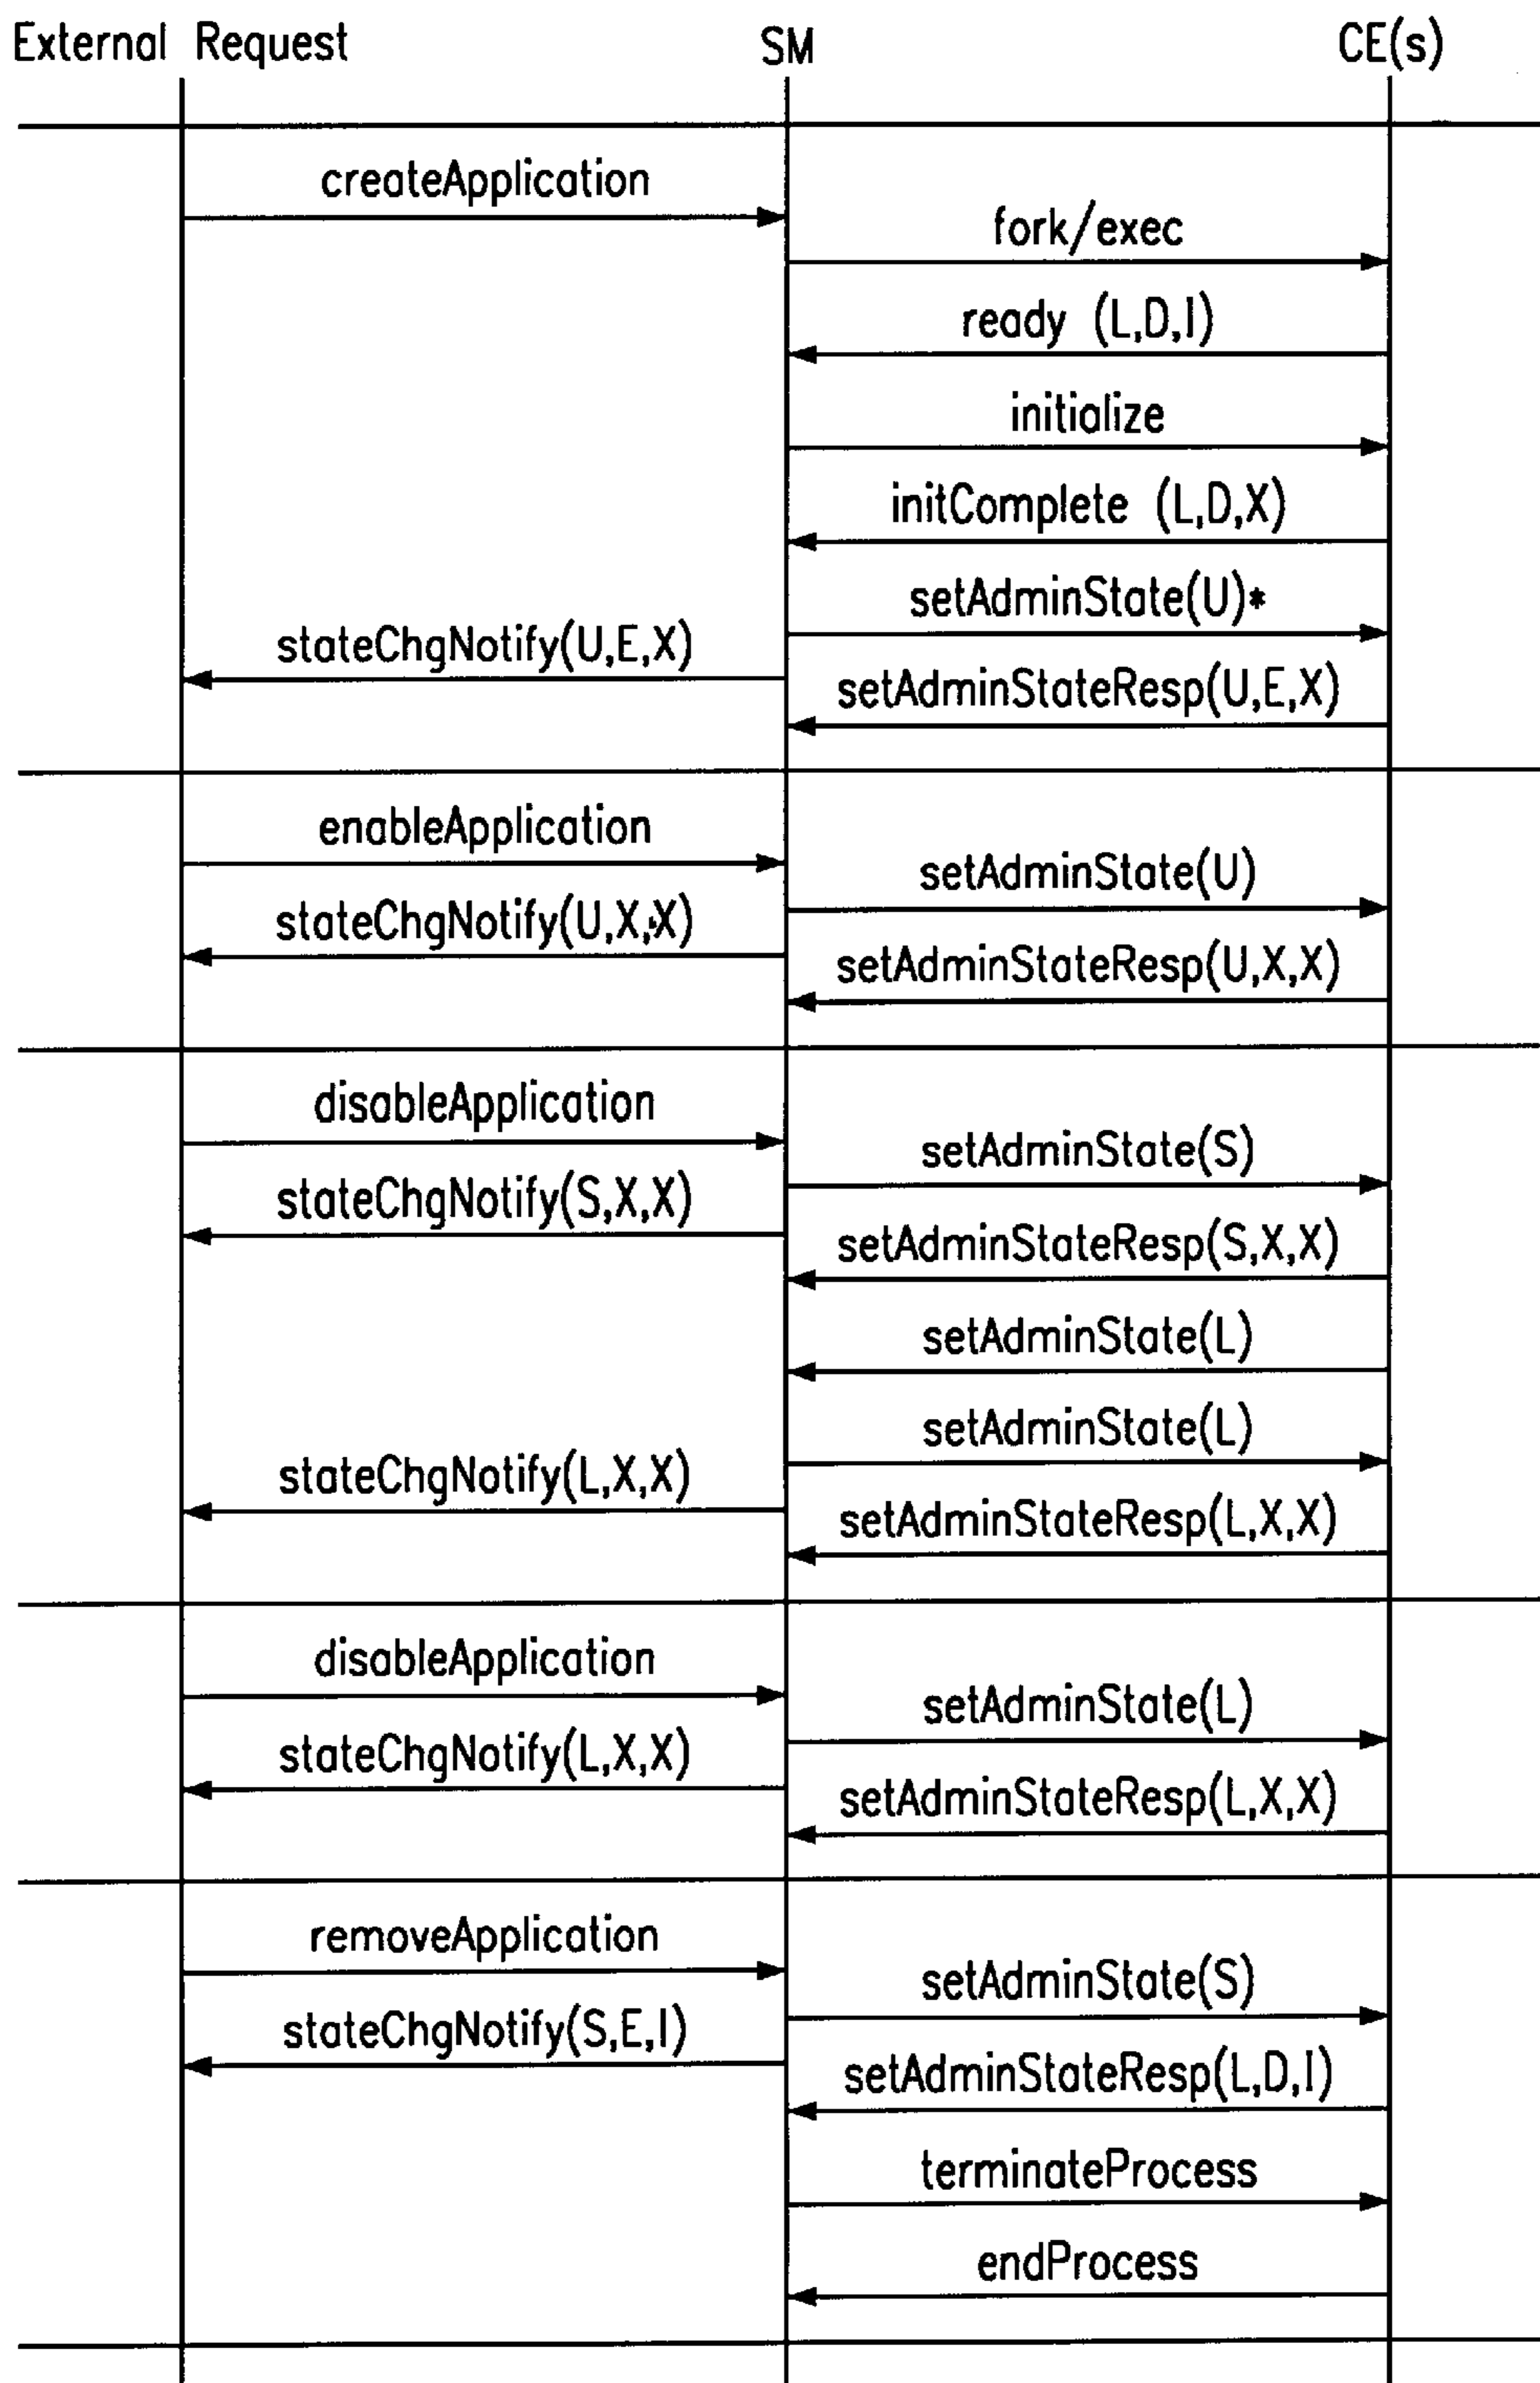 External Request SM CE(s)
createApplication
fork/exec
ready (L,D,I)
initialize
initComplete (L,D,X)
setAdminState(U)*
stateChgNotify(U,E,X)
setAdminStateResp(U,E,X)
enableApplication
setAdminState(U)
stateChgNotify(U,X,X)
setAdminStateResp(U,X,X)
disableApplication
setAdminState(S)
stateChgNotify(S,X,X)
setAdminStateResp(S,X,X)
setAdminState(L)
setAdminState(L)
stateChgNotify(L,X,X)
setAdminStateResp(L,X,X)
disableApplication
setAdminState(L)
stateChgNotify(L,X,X)
setAdminStateResp(L,X,X)
removeApplication
setAdminState(S)
stateChgNotify(S,E,I)
setAdminStateResp(L,D,I)
terminateProcess
endProcess